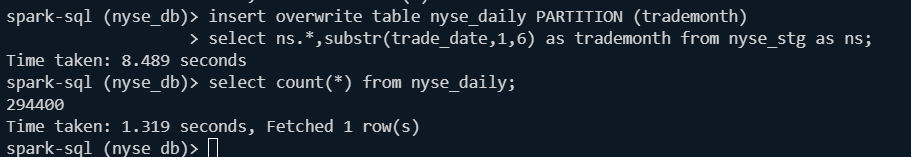 spark-sql (nyse_db)> insert overwrite table nyse_daily PARTITION (trademonth)
                   > select ns.*,substr(trade_date,1,6) as trademonth from nyse_stg as ns;
Time taken: 8.489 seconds
spark-sql (nyse_db)> select count(*) from nyse_daily;
294400
Time taken: 1.319 seconds, Fetched 1 row(s)
spark-sql (nyse_db)>